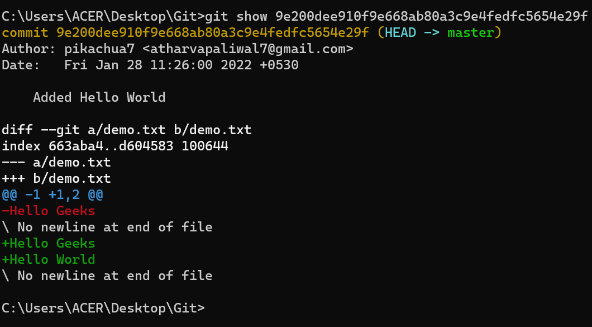 C:\Users\ACER\Desktop\Git>git show 9e200dee910f9e668ab80a3c9e4fedfc5654e29f
commit 9e200dee910f9e668ab80a3c9e4fedfc5654e29f (HEAD -> master)
Author: pikachua7 <atharvapaliwal7@gmail.com>
Date:   Fri Jan 28 11:26:00 2022 +0530
    Added Hello World
diff --git a/demo.txt b/demo.txt
index 663aba4..d604583 100644
--- a/demo.txt
+++ b/demo.txt
@@ -1 +1,2 @@
-Hello Geeks
\ No newline at end of file
+Hello Geeks
+Hello World
\ No newline at end of file
C:\Users\ACER\Desktop\Git>